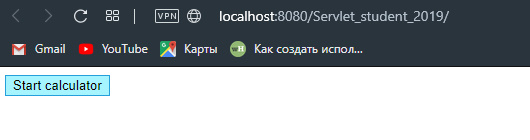 VPN localhost:8080/Servlet_student_2019/
Gmail YouTube Карты Как создать испол...
Start calculator